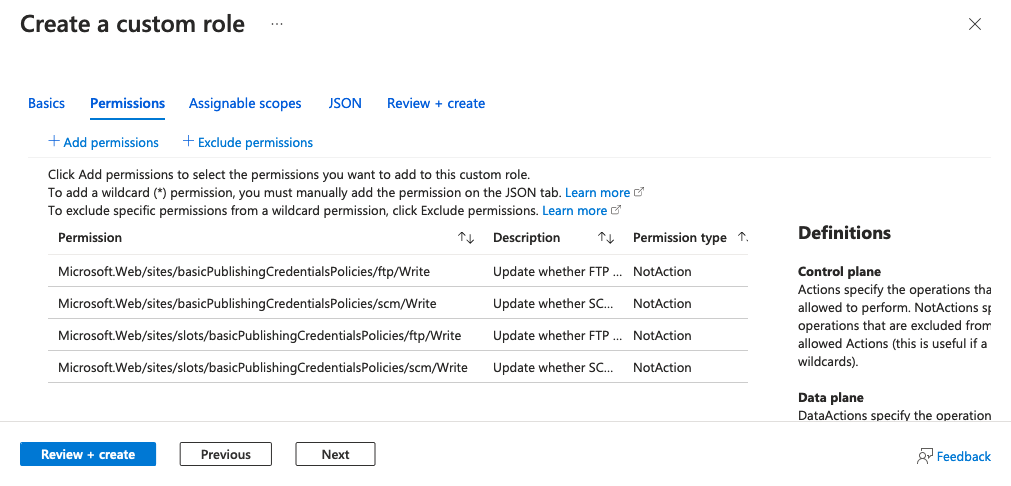 Create a custom role ...
Basics Permissions Assignable scopes JSON Review + create
+ Add permissions + Exclude permissions
Click Add permissions to select the permissions you want to add to this custom role.
To add a wildcard (*) permission, you must manually add the permission on the JSON tab. Learn more
To exclude specific permissions from a wildcard permission, click Exclude permissions. Learn more
Permission Description Permission type
Microsoft.Web/sites/basicPublishingCredentialsPolicies/ftp/Write Update whether FTP ... NotAction
Microsoft.Web/sites/basicPublishingCredentialsPolicies/scm/Write Update whether SC... NotAction
Microsoft.Web/sites/slots/basicPublishingCredentialsPolicies/ftp/Write Update whether FTP ... NotAction
Microsoft.Web/sites/slots/basicPublishingCredentialsPolicies/scm/Write Update whether SC... NotAction
Definitions
Control plane
Actions specify the operations tha
allowed to perform. NotActions sp
operations that are excluded from
allowed Actions (this is useful if a
wildcards).
Data plane
DataActions specify the operation
Review + create Previous Next
Feedback